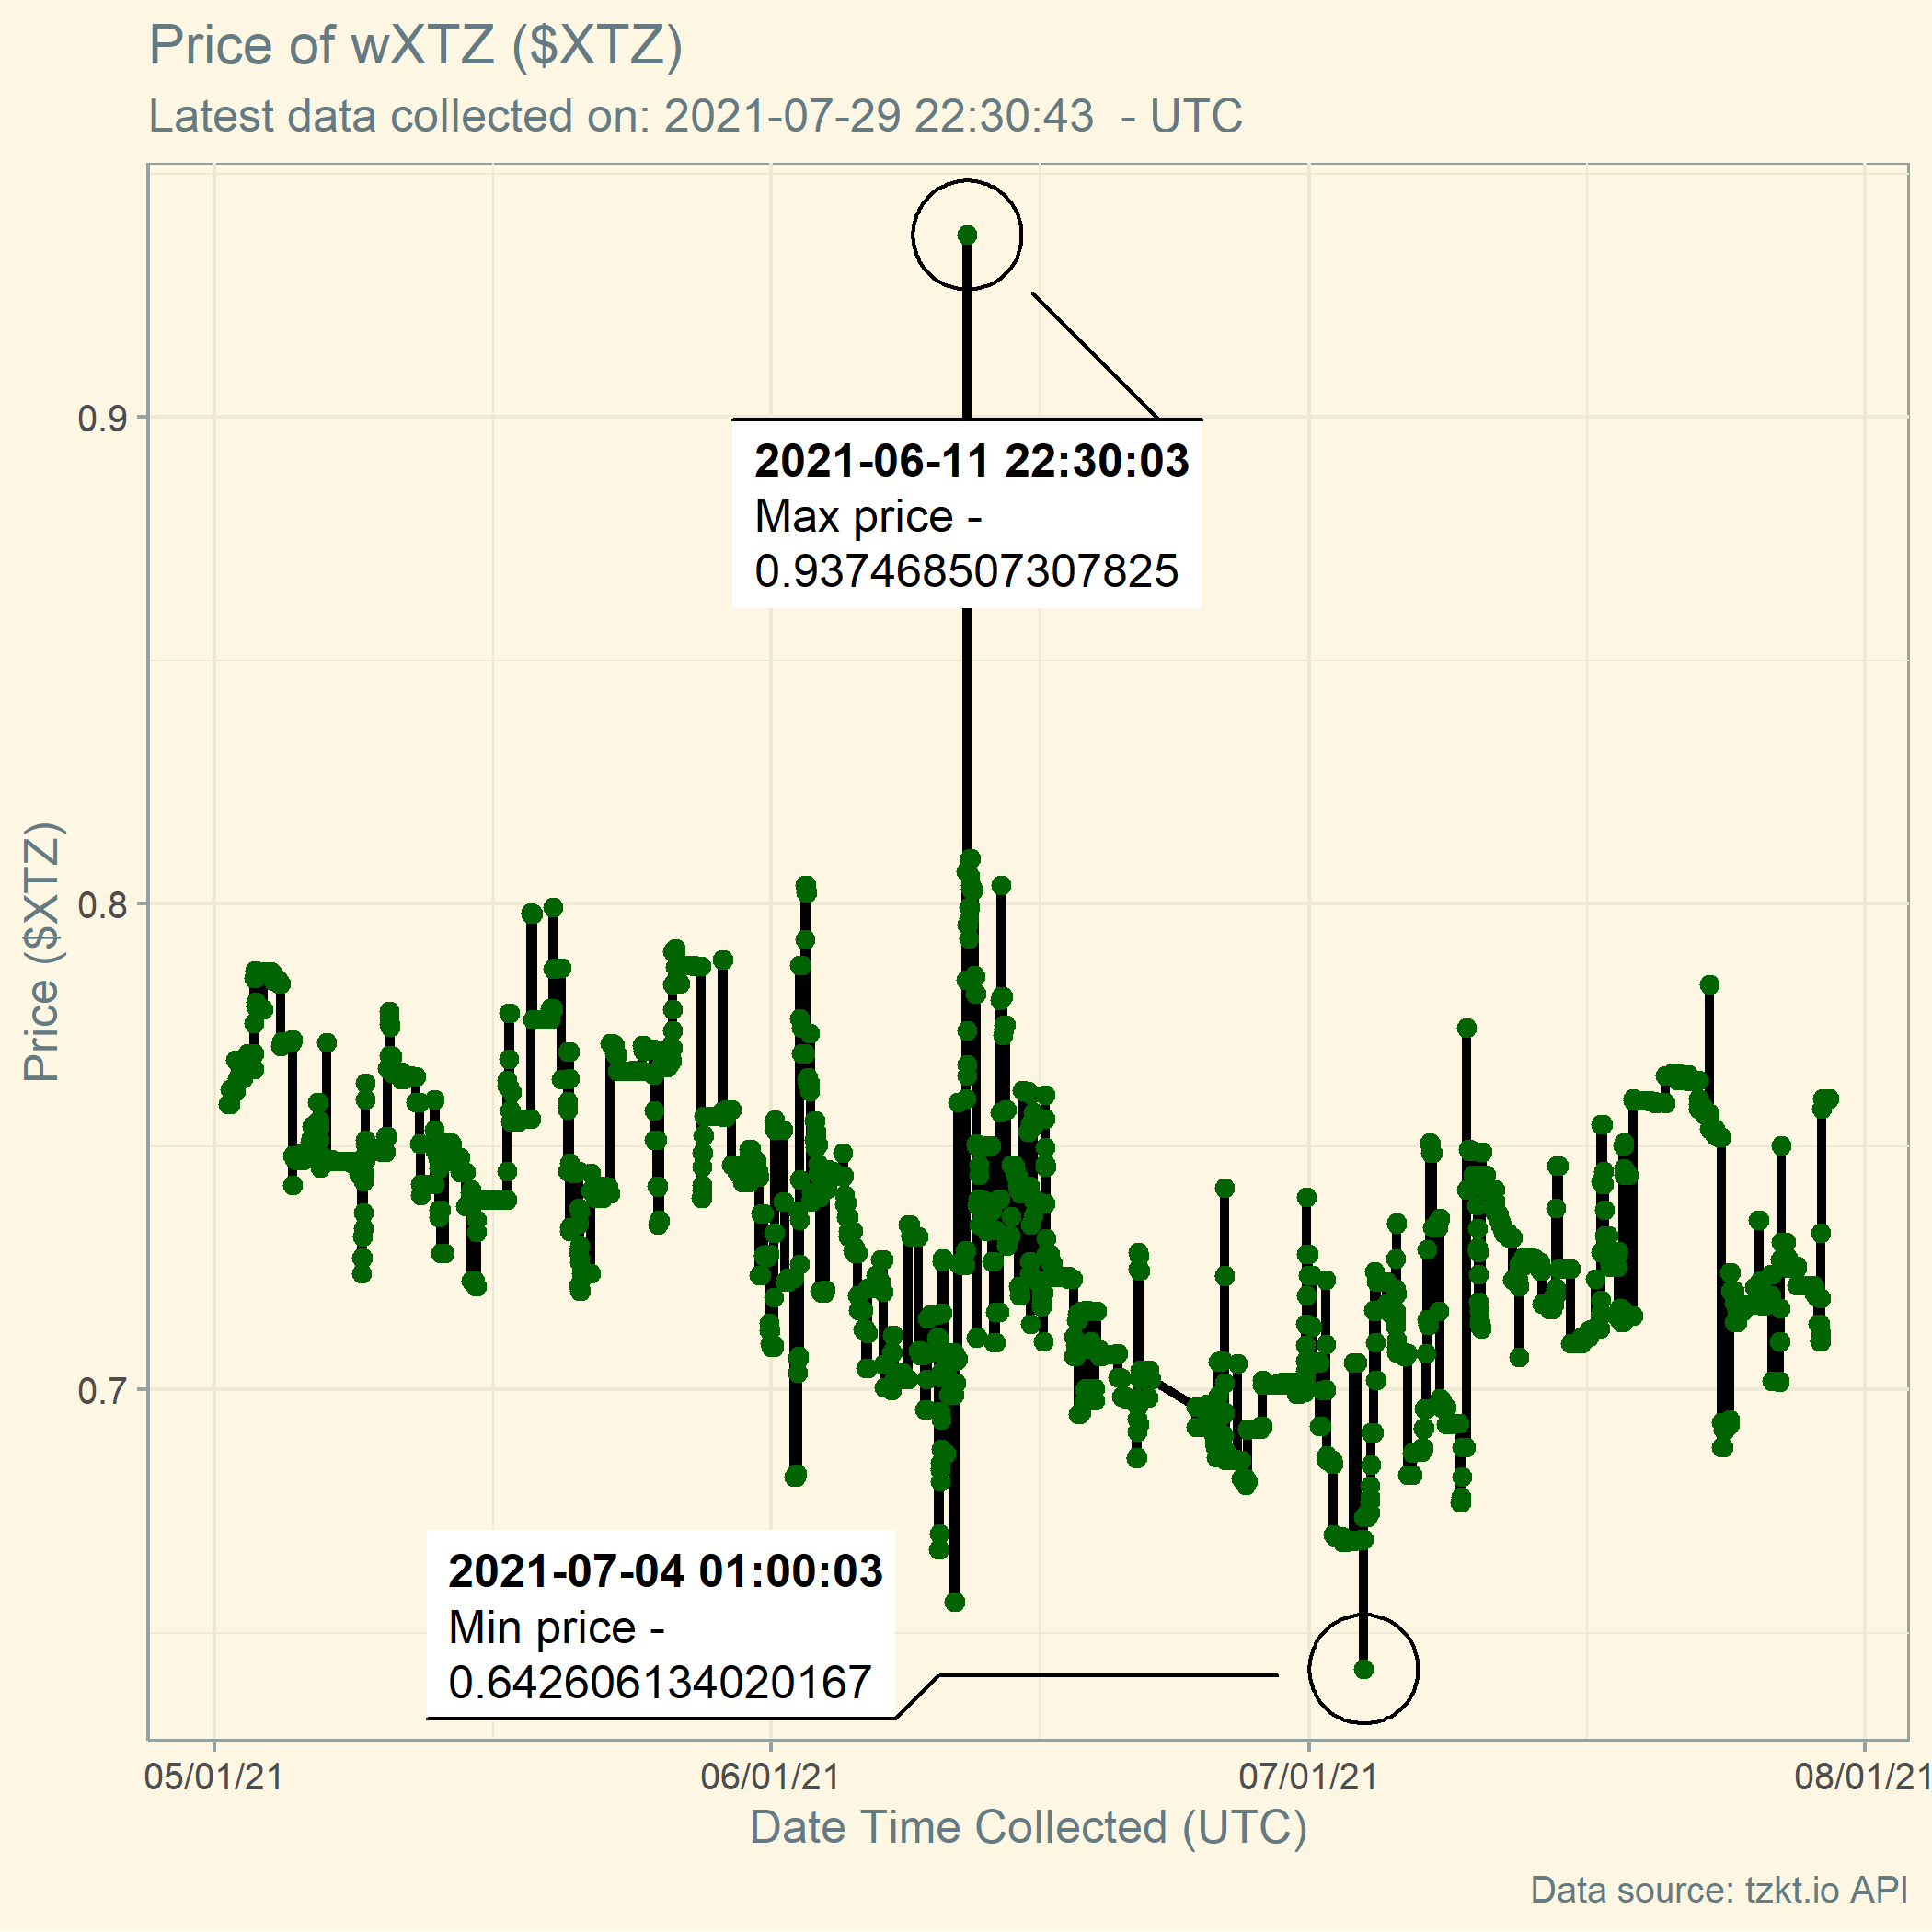 Price of wXTZ ($XTZ)
Latest data collected on: 2021-07-29 22:30:43  - UTC
Price ($XTZ)
0.9
0.8
0.7
2021-06-11 22:30:03
Max price -
0.937468507307825
2021-07-04 01:00:03
Min price -
0.642606134020167
05/01/21
06/01/21
07/01/21
08/01/21
Date Time Collected (UTC)
Data source: tzkt.io API